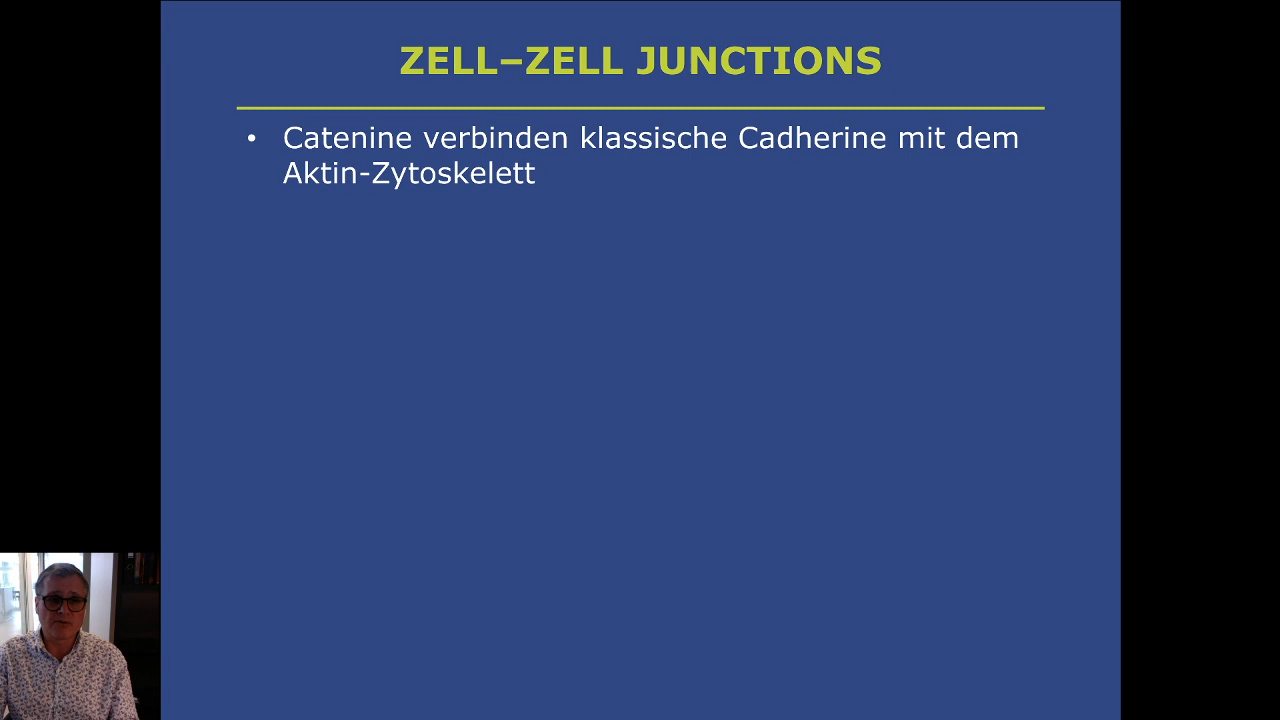 ZELL–ZELL JUNCTIONS
• Catenine verbinden klassische Cadherine mit dem
Aktin-Zytoskelett